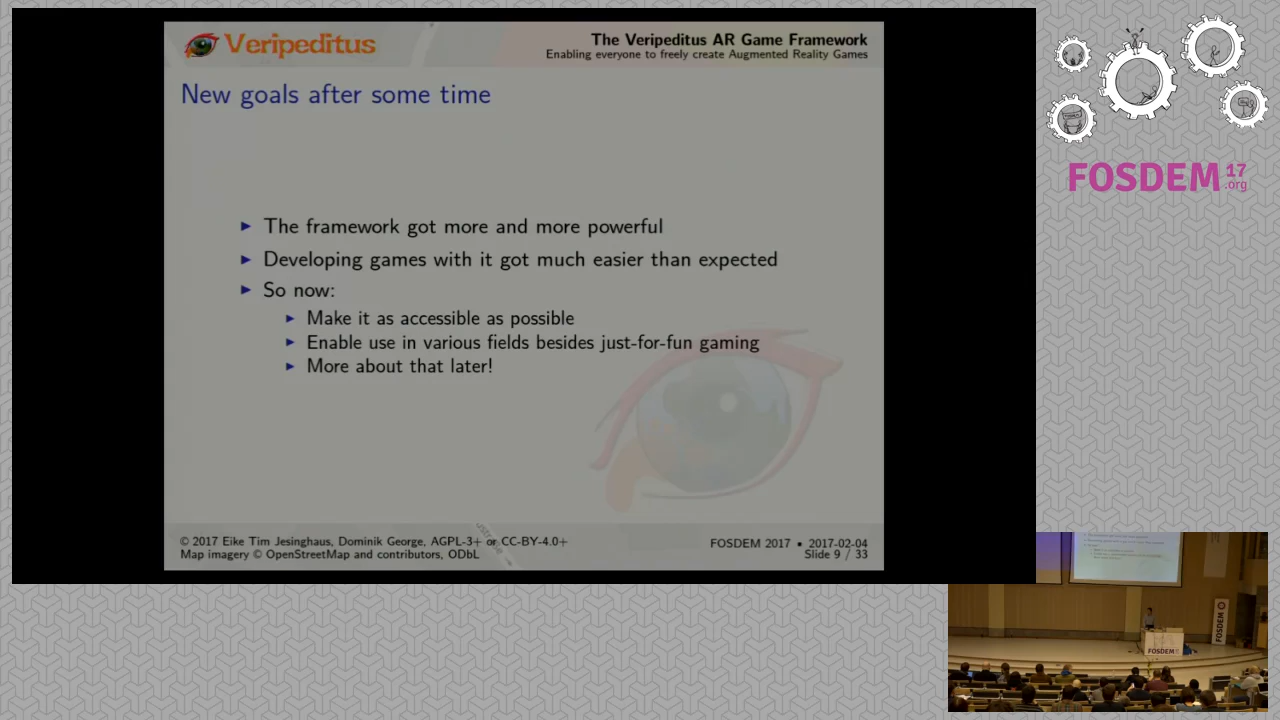 Veripeditus
The Veripeditus AR Game Framework
Enabling everyone to freely create Augmented Reality Games
New goals after some time
► The framework got more and more powerful
► Developing games with it got much easier than expected
► So now:
► Make it as accessible as possible
► Enable use in various fields besides just-for-fun gaming
► More about that later!
© 2017 Eike Tim Jesinghaus, Dominik George, AGPL-3+ or CC-BY-4.0+
Map imagery © OpenStreetMap and contributors, ODbL
FOSDEM 2017 • 2017-02-04
Slide 9 / 33
FOSDEM 17
.org
FOSDEM
FOSDEM